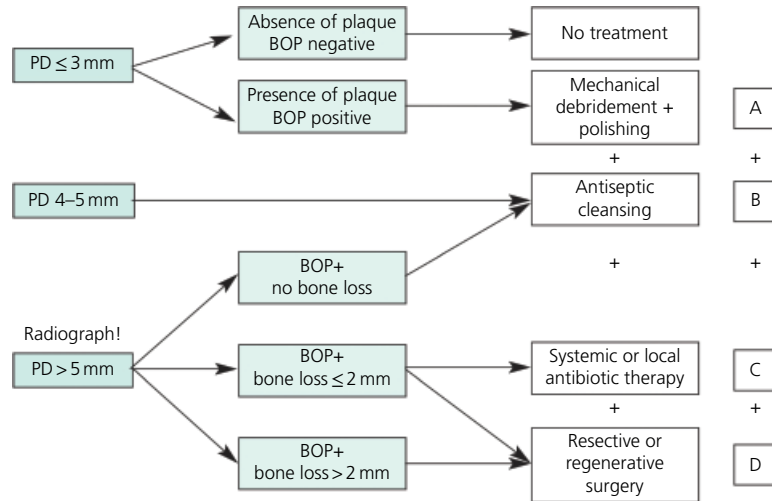 Absence of plaque
BOP negative
No treatment
PD ≤ 3 mm
Presence of plaque
BOP positive
Mechanical
debridement +
polishing
A
+ +
PD 4–5 mm
Antiseptic
cleansing
B
BOP+
no bone loss
+ +
Radiograph!
PD > 5 mm
BOP+
bone loss ≤ 2 mm
Systemic or local
antibiotic therapy
C
+ +
BOP+
bone loss > 2 mm
Resective or
regenerative
surgery
D